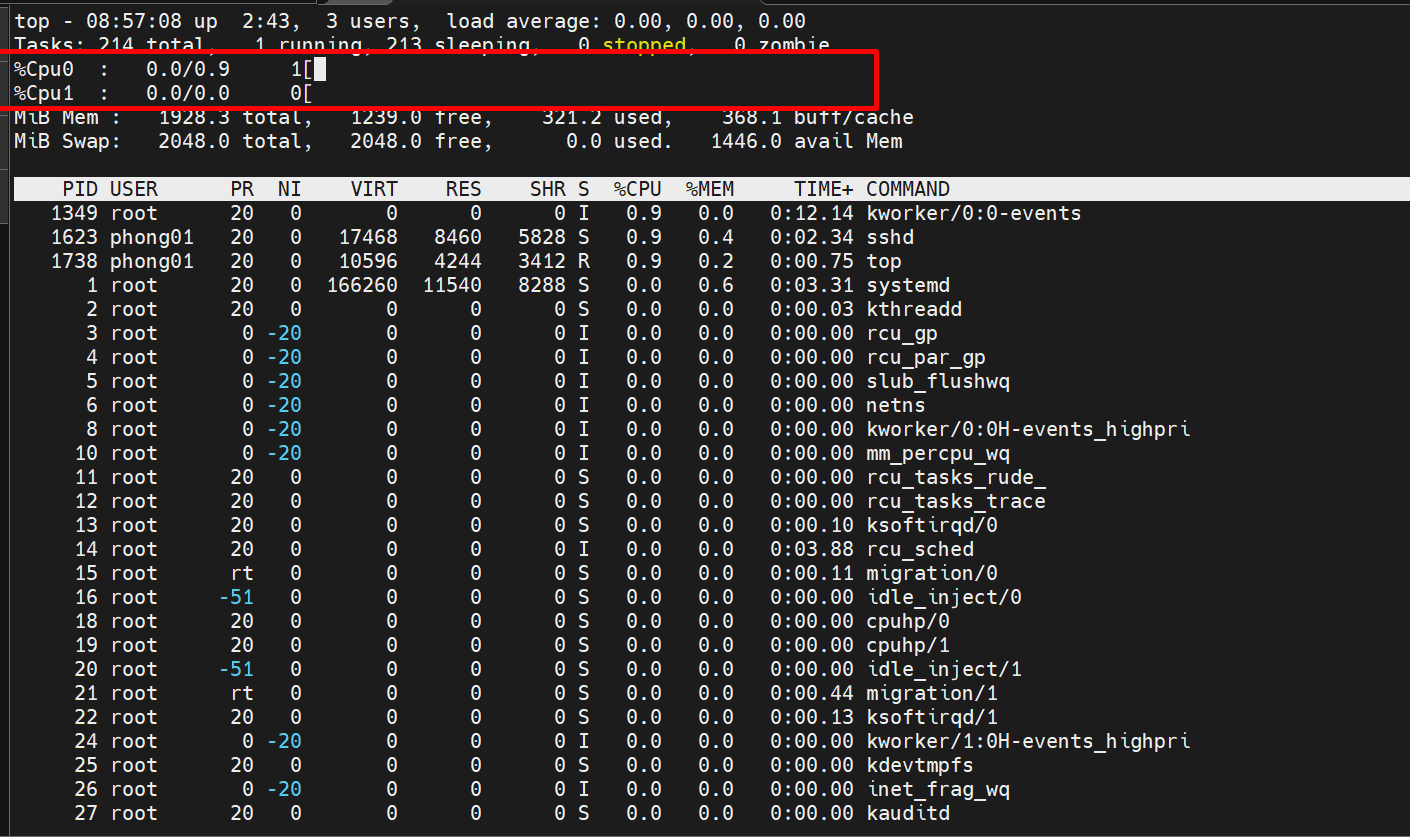 top - 08:57:08 up  2:43,  3 users,  load average: 0.00, 0.00, 0.00
Tasks: 214 total,   1 running, 213 sleeping,   0 stopped,   0 zombie
%Cpu0  :   0.0/0.9     1[
%Cpu1  :   0.0/0.0     0[
MiB Mem :   1928.3 total,   1239.0 free,    321.2 used,    368.1 buff/cache
MiB Swap:   2048.0 total,   2048.0 free,      0.0 used.   1446.0 avail Mem
PID USER      PR  NI    VIRT    RES    SHR S  %CPU  %MEM     TIME+ COMMAND
1349 root      20   0       0      0      0 I   0.9   0.0   0:12.14 kworker/0:0-events
1623 phong01   20   0   17468   8460   5828 S   0.9   0.4   0:02.34 sshd
1738 phong01   20   0   10596   4244   3412 R   0.9   0.2   0:00.75 top
1 root      20   0  166260  11540   8288 S   0.0   0.6   0:03.31 systemd
2 root      20   0       0      0      0 S   0.0   0.0   0:00.03 kthreadd
3 root       0 -20       0      0      0 I   0.0   0.0   0:00.00 rcu_gp
4 root       0 -20       0      0      0 I   0.0   0.0   0:00.00 rcu_par_gp
5 root       0 -20       0      0      0 I   0.0   0.0   0:00.00 slub_flushwq
6 root       0 -20       0      0      0 I   0.0   0.0   0:00.00 netns
8 root       0 -20       0      0      0 I   0.0   0.0   0:00.00 kworker/0:0H-events_highpri
10 root       0 -20       0      0      0 I   0.0   0.0   0:00.00 mm_percpu_wq
11 root      20   0       0      0      0 S   0.0   0.0   0:00.00 rcu_tasks_rude_
12 root      20   0       0      0      0 S   0.0   0.0   0:00.00 rcu_tasks_trace
13 root      20   0       0      0      0 S   0.0   0.0   0:00.10 ksoftirqd/0
14 root      20   0       0      0      0 I   0.0   0.0   0:03.88 rcu_sched
15 root      rt   0       0      0      0 S   0.0   0.0   0:00.11 migration/0
16 root     -51   0       0      0      0 S   0.0   0.0   0:00.00 idle_inject/0
18 root      20   0       0      0      0 S   0.0   0.0   0:00.00 cpuhp/0
19 root      20   0       0      0      0 S   0.0   0.0   0:00.00 cpuhp/1
20 root     -51   0       0      0      0 S   0.0   0.0   0:00.00 idle_inject/1
21 root      rt   0       0      0      0 S   0.0   0.0   0:00.44 migration/1
22 root      20   0       0      0      0 S   0.0   0.0   0:00.13 ksoftirqd/1
24 root       0 -20       0      0      0 I   0.0   0.0   0:00.00 kworker/1:0H-events_highpri
25 root      20   0       0      0      0 S   0.0   0.0   0:00.00 kdevtmpfs
26 root       0 -20       0      0      0 I   0.0   0.0   0:00.00 inet_frag_wq
27 root      20   0       0      0      0 S   0.0   0.0   0:00.00 kauditd